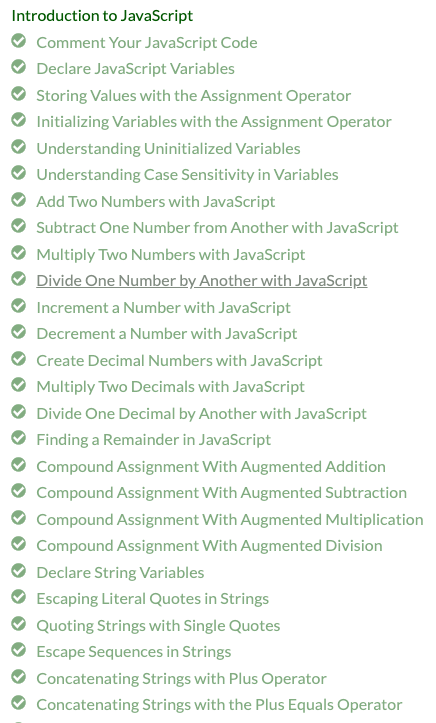 Introduction to JavaScript
Comment Your JavaScript Code
Declare JavaScript Variables
Storing Values with the Assignment Operator
Initializing Variables with the Assignment Operator
Understanding Uninitialized Variables
Understanding Case Sensitivity in Variables
Add Two Numbers with JavaScript
Subtract One Number from Another with JavaScript
Multiply Two Numbers with JavaScript
Divide One Number by Another with JavaScript
Increment a Number with JavaScript
Decrement a Number with JavaScript
Create Decimal Numbers with JavaScript
Multiply Two Decimals with JavaScript
Divide One Decimal by Another with JavaScript
Finding a Remainder in JavaScript
Compound Assignment With Augmented Addition
Compound Assignment With Augmented Subtraction
Compound Assignment With Augmented Multiplication
Compound Assignment With Augmented Division
Declare String Variables
Escaping Literal Quotes in Strings
Quoting Strings with Single Quotes
Escape Sequences in Strings
Concatenating Strings with Plus Operator
Concatenating Strings with the Plus Equals Operator